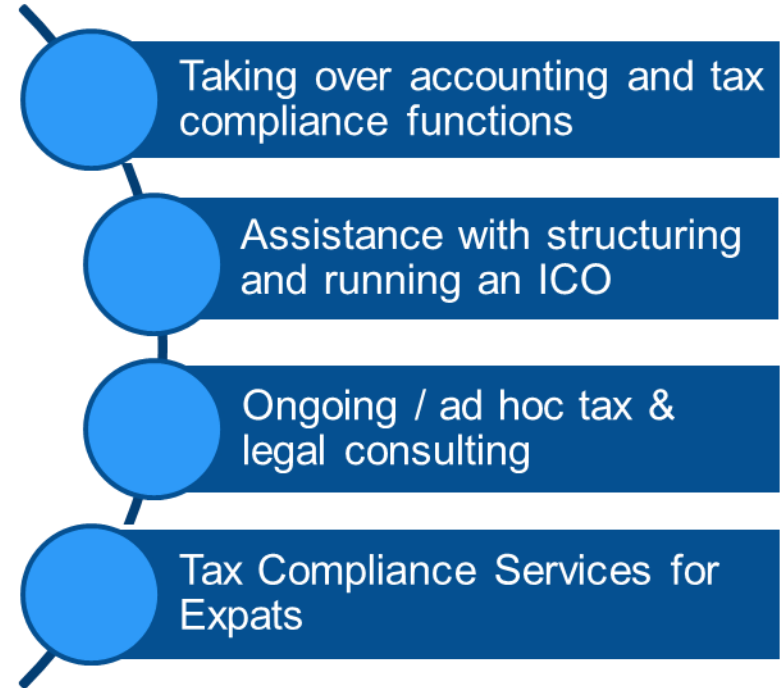 Taking over accounting and tax
compliance functions
Assistance with structuring
and running an ICO
Ongoing / ad hoc tax &
legal consulting
Tax Compliance Services for
Expats